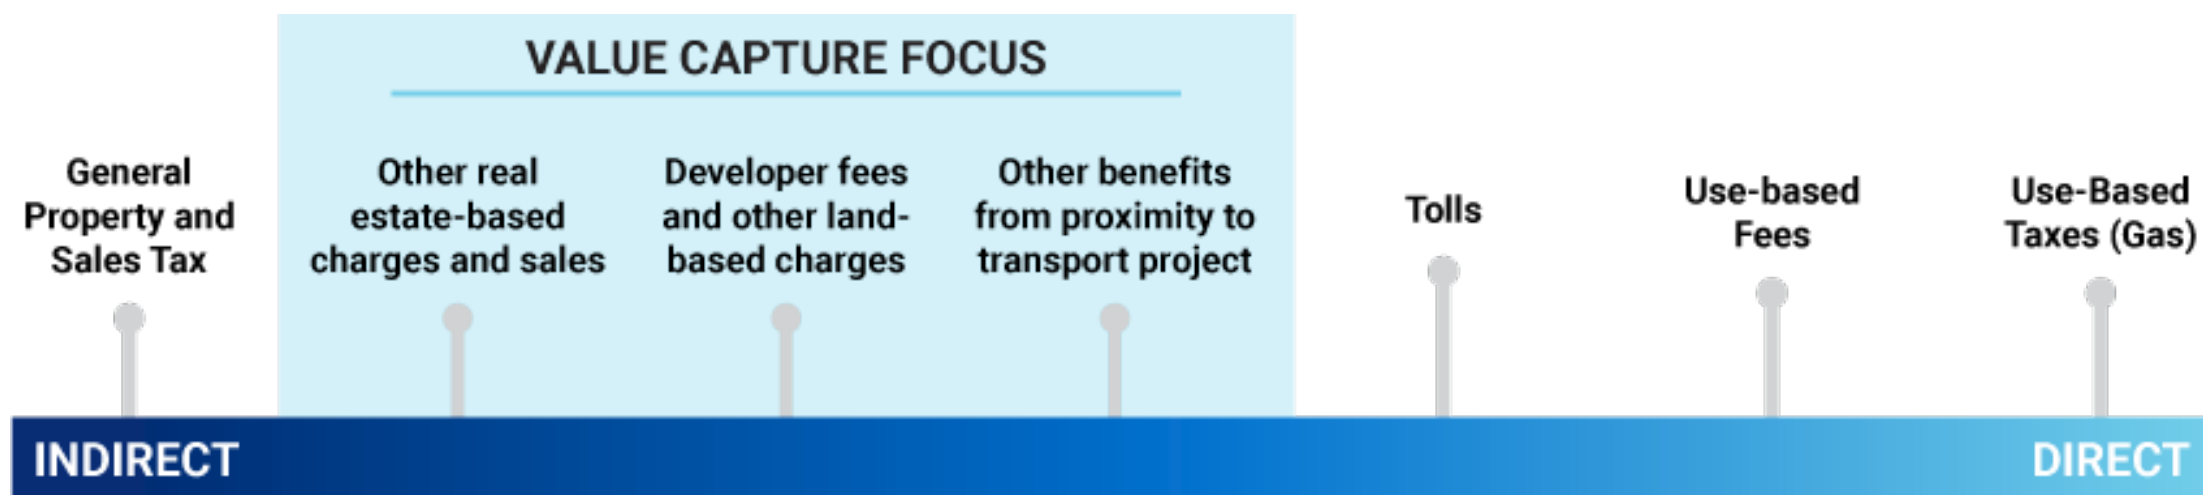 VALUE CAPTURE FOCUS
General
Property and
Sales Tax
Other real
estate-based
charges and sales
Developer fees
and other land-
based charges
Other benefits
from proximity to
transport project
Tolls
Use-based
Fees
Use-Based
Taxes (Gas)
INDIRECT
DIRECT